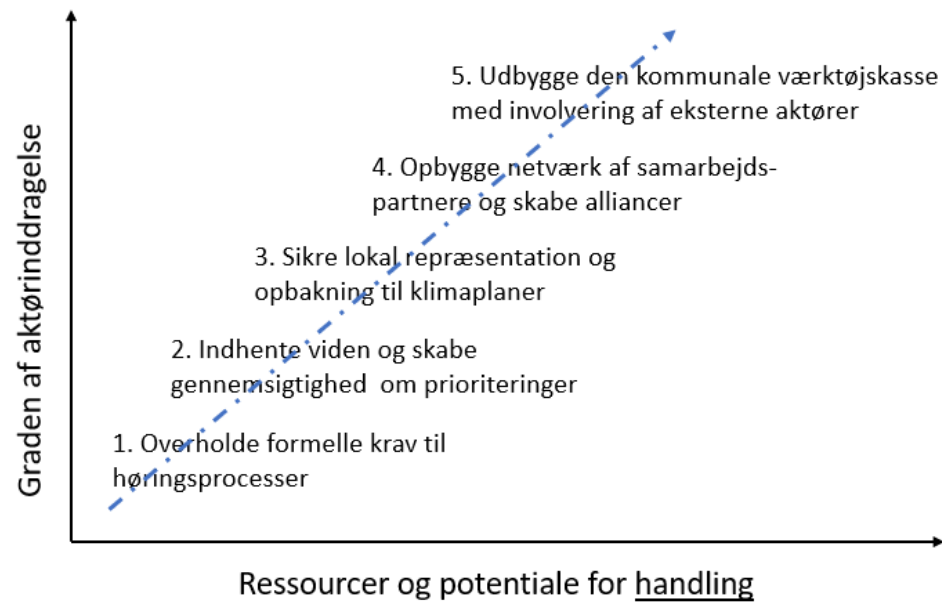 Graden af aktørinddragelse
5. Udbygge den kommunale værktøjskasse
med involvering af eksterne aktører
4. Opbygge netværk af samarbejds-
partnere og skabe alliancer
3. Sikre lokal repræsentation og
opbakning til klimaplaner
2. Indhente viden og skabe
gennemsigtighed om prioriteringer
1. Overholde formelle krav til
høringsprocesser
Ressourcer og potentiale for handling